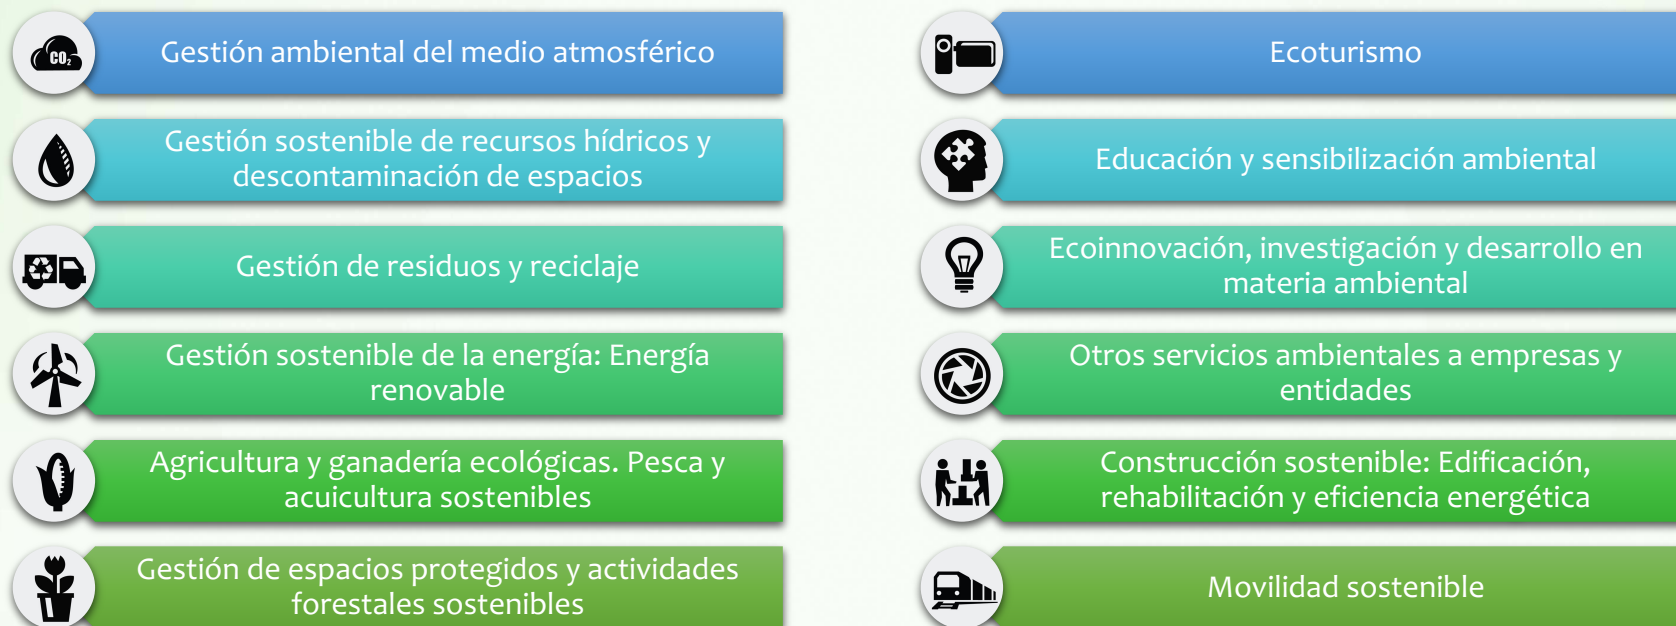 CO₂
Gestión ambiental del medio atmosférico
Gestión sostenible de recursos hídricos y
descontaminación de espacios
Gestión de residuos y reciclaje
Gestión sostenible de la energía: Energía
renovable
Agricultura y ganadería ecológicas. Pesca y
acuicultura sostenibles
Gestión de espacios protegidos y actividades
forestales sostenibles
Ecoturismo
Educación y sensibilización ambiental
Ecoinnovación, investigación y desarrollo en
materia ambiental
Otros servicios ambientales a empresas y
entidades
Construcción sostenible: Edificación,
rehabilitación y eficiencia energética
Movilidad sostenible